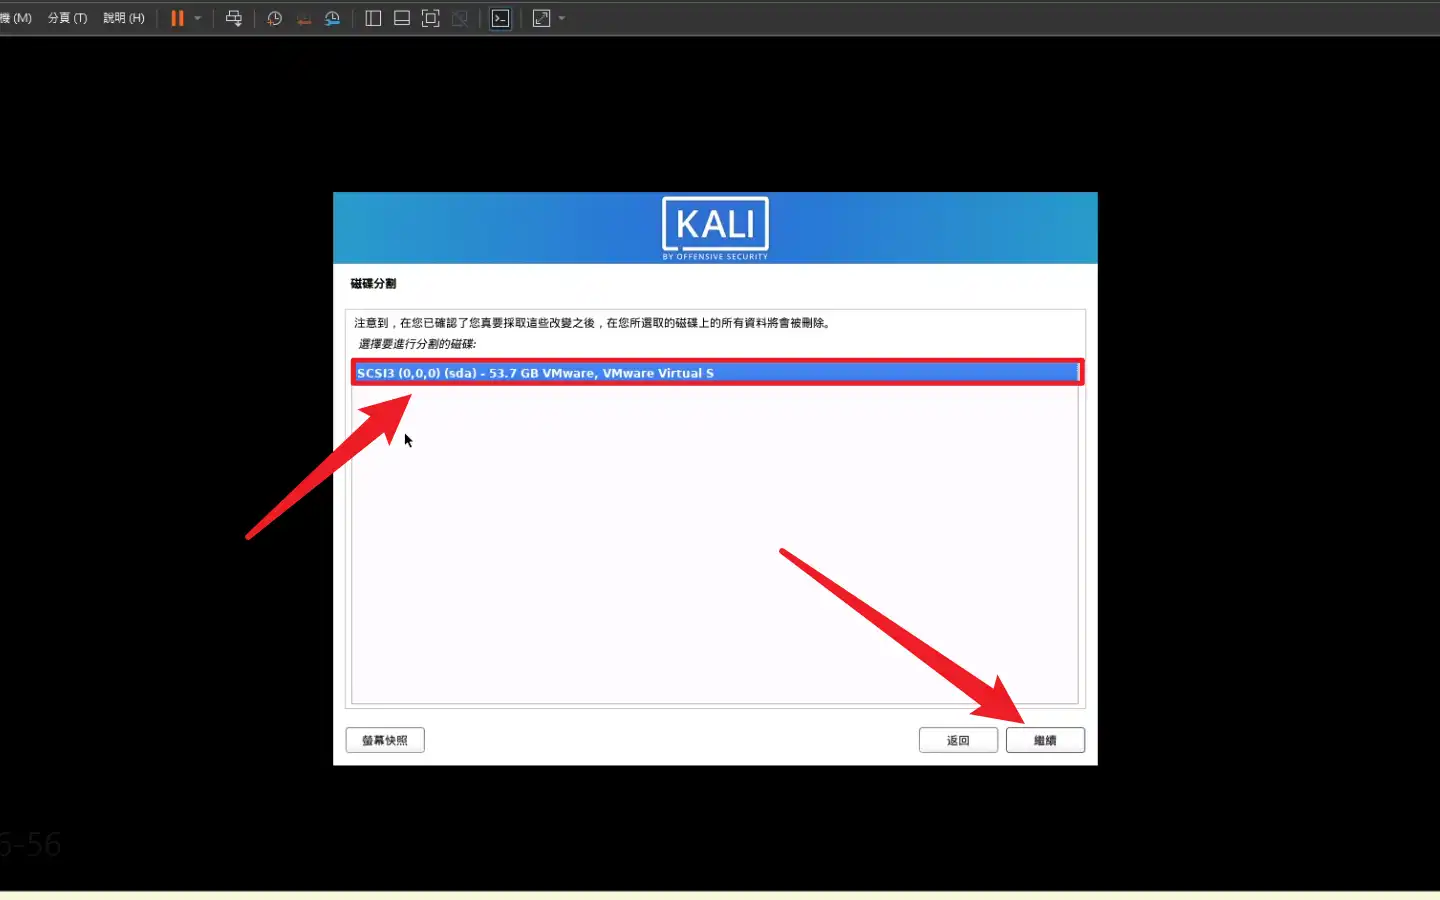 機 (M) 分頁 (T) 說明 (H)
KALI
BY OFFENSIVE SECURITY
磁碟分割
注意到，在您已確認了您真要採取這些改變之後，在您所選取的磁碟上的所有資料將會被刪除。
選擇要進行分割的磁碟:
SCSI3 (0,0,0) (sda) - 53.7 GB VMware, VMware Virtual S
螢幕快照
返回
繼續
6-56